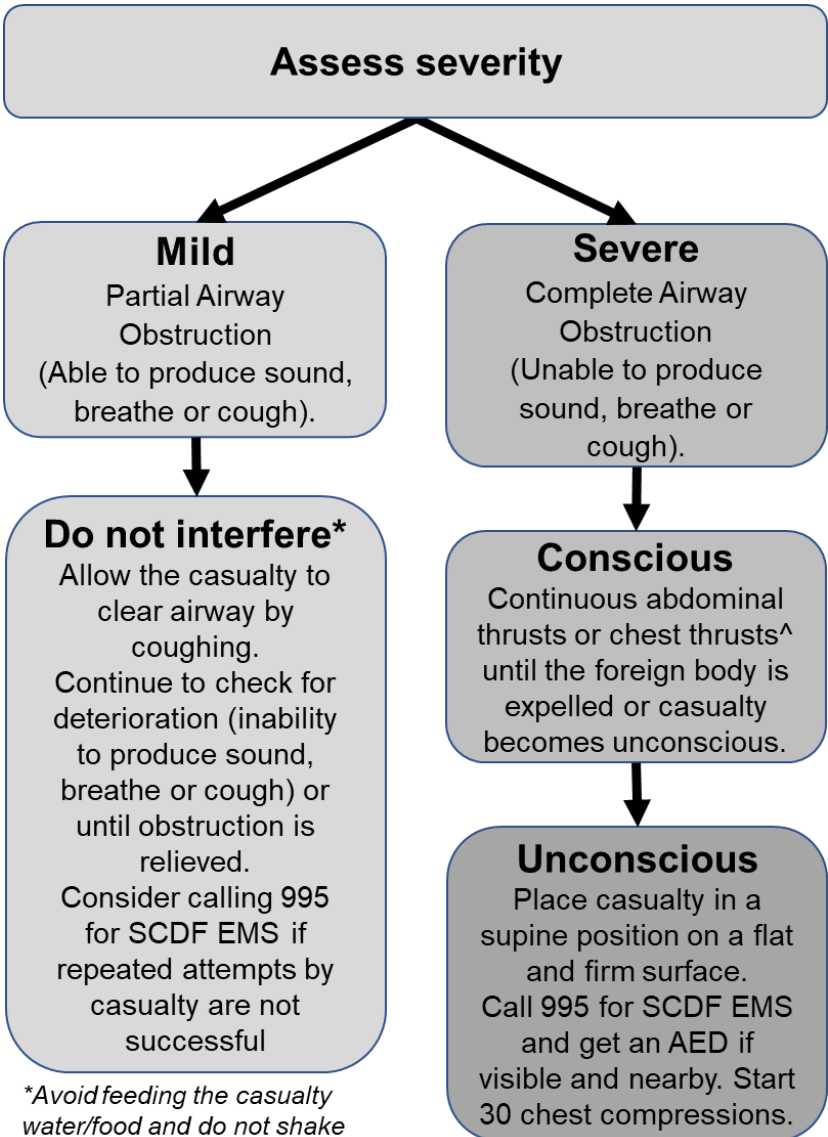 Assess severity
Mild
Partial Airway
Obstruction
(Able to produce sound,
breathe or cough).
Do not interfere*
Allow the casualty to
clear airway by
coughing.
Continue to check for
deterioration (inability
to produce sound,
breathe or cough) or
until obstruction is
relieved.
Consider calling 995
for SCDF EMS if
repeated attempts by
casualty are not
successful
*Avoid feeding the casualty
water/food and do not shake
Severe
Complete Airway
Obstruction
(Unable to produce
sound, breathe or
cough).
Conscious
Continuous abdominal
thrusts or chest thrusts^
until the foreign body is
expelled or casualty
becomes unconscious.
Unconscious
Place casualty in a
supine position on a flat
and firm surface.
Call 995 for SCDF EMS
and get an AED if
visible and nearby. Start
30 chest compressions.